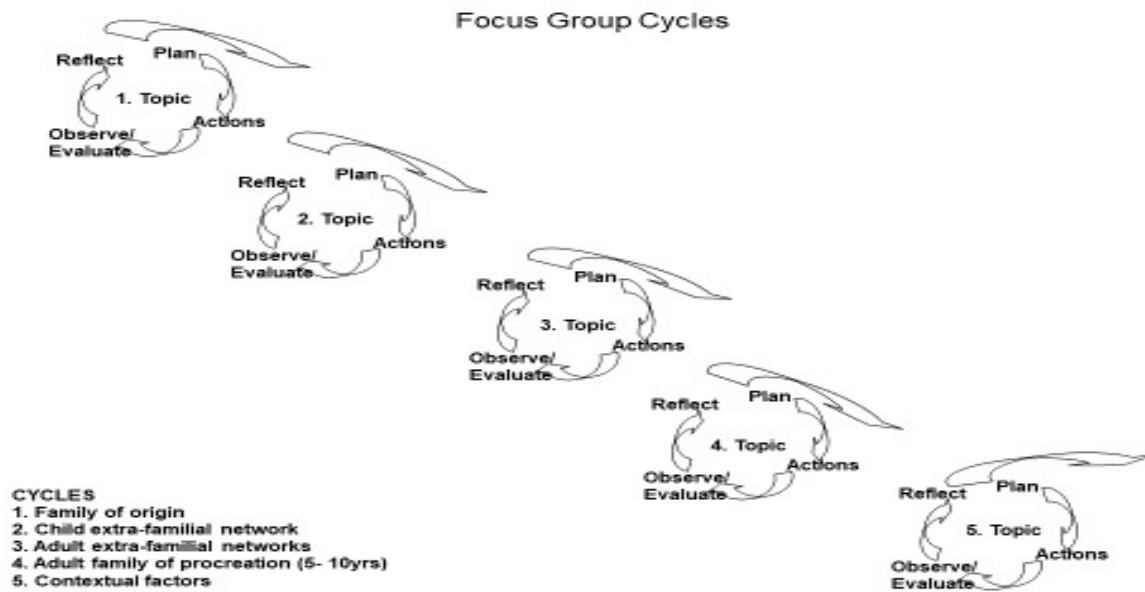 Focus Group Cycles
Plan
Reflect
1. Topic
Actions
Observe/
Evaluate
Plan
Reflect
2. Topic
Actions
Observe/
Evaluate
Plan
Reflect
3. Topic
Actions
Observe/
Evaluate
Plan
Reflect
4. Topic
Actions
Observe/
Evaluate
Plan
Reflect
5. Topic
Actions
Observe/
Evaluate
CYCLES
1. Family of origin
2. Child extra-familial network
3. Adult extra-familial networks
4. Adult family of procreation (5- 10yrs)
5. Contextual factors